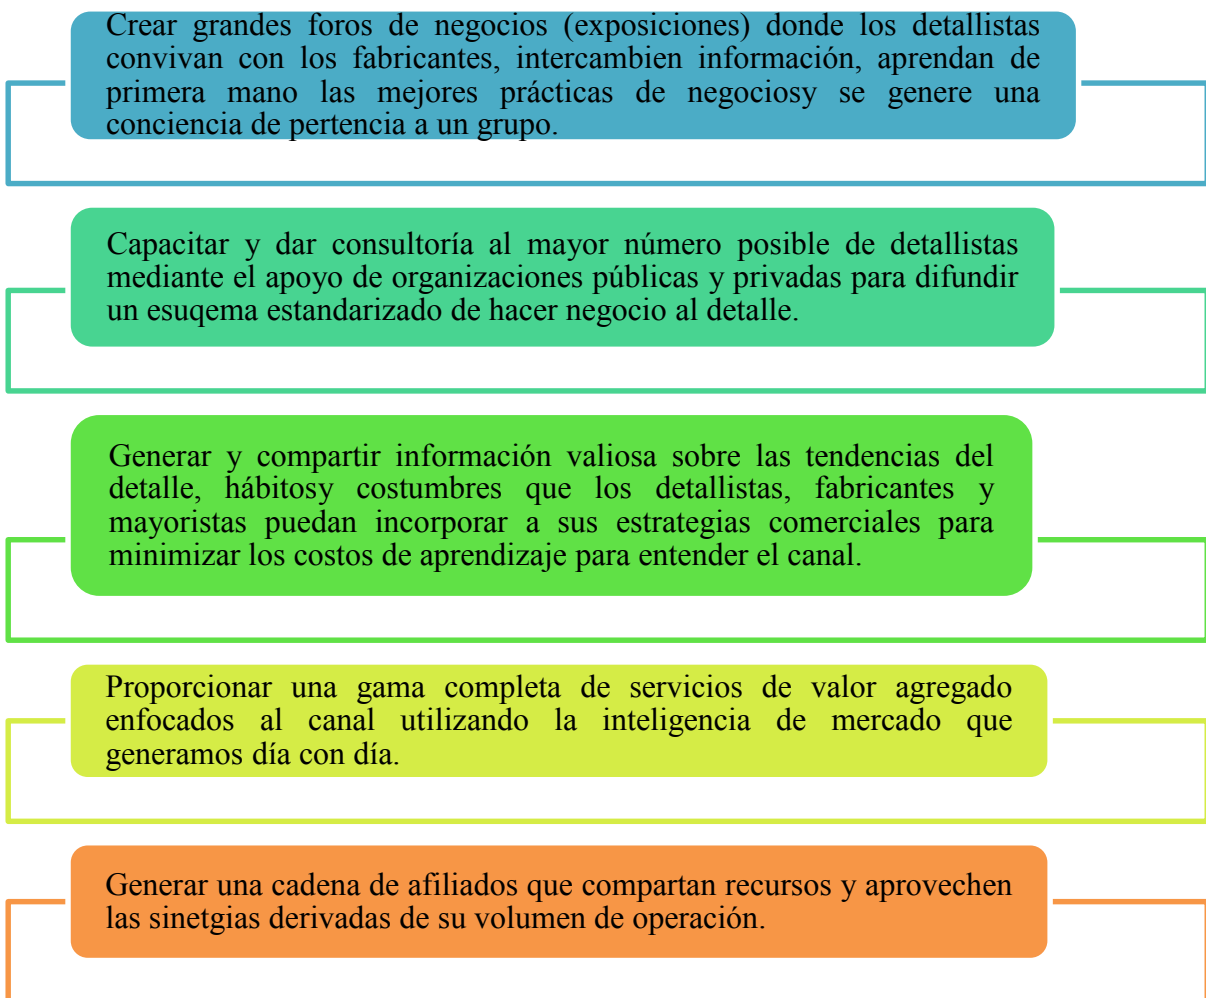 Crear grandes foros de negocios (exposiciones) donde los detallistas
convivan con los fabricantes, intercambien información, aprendan de
primera mano las mejores prácticas de negociosy se genere una
conciencia de pertencia a un grupo.
Capacitar y dar consultoría al mayor número posible de detallistas
mediante el apoyo de organizaciones públicas y privadas para difundir
un esuqema estandarizado de hacer negocio al detalle.
Generar y compartir información valiosa sobre las tendencias del
detalle, hábitosy costumbres que los detallistas, fabricantes y
mayoristas puedan incorporar a sus estrategias comerciales para
minimizar los costos de aprendizaje para entender el canal.
Proporcionar una gama completa de servicios de valor agregado
enfocados al canal utilizando la inteligencia de mercado que
generamos día con día.
Generar una cadena de afiliados que compartan recursos y aprovechen
las sinetgias derivadas de su volumen de operación.